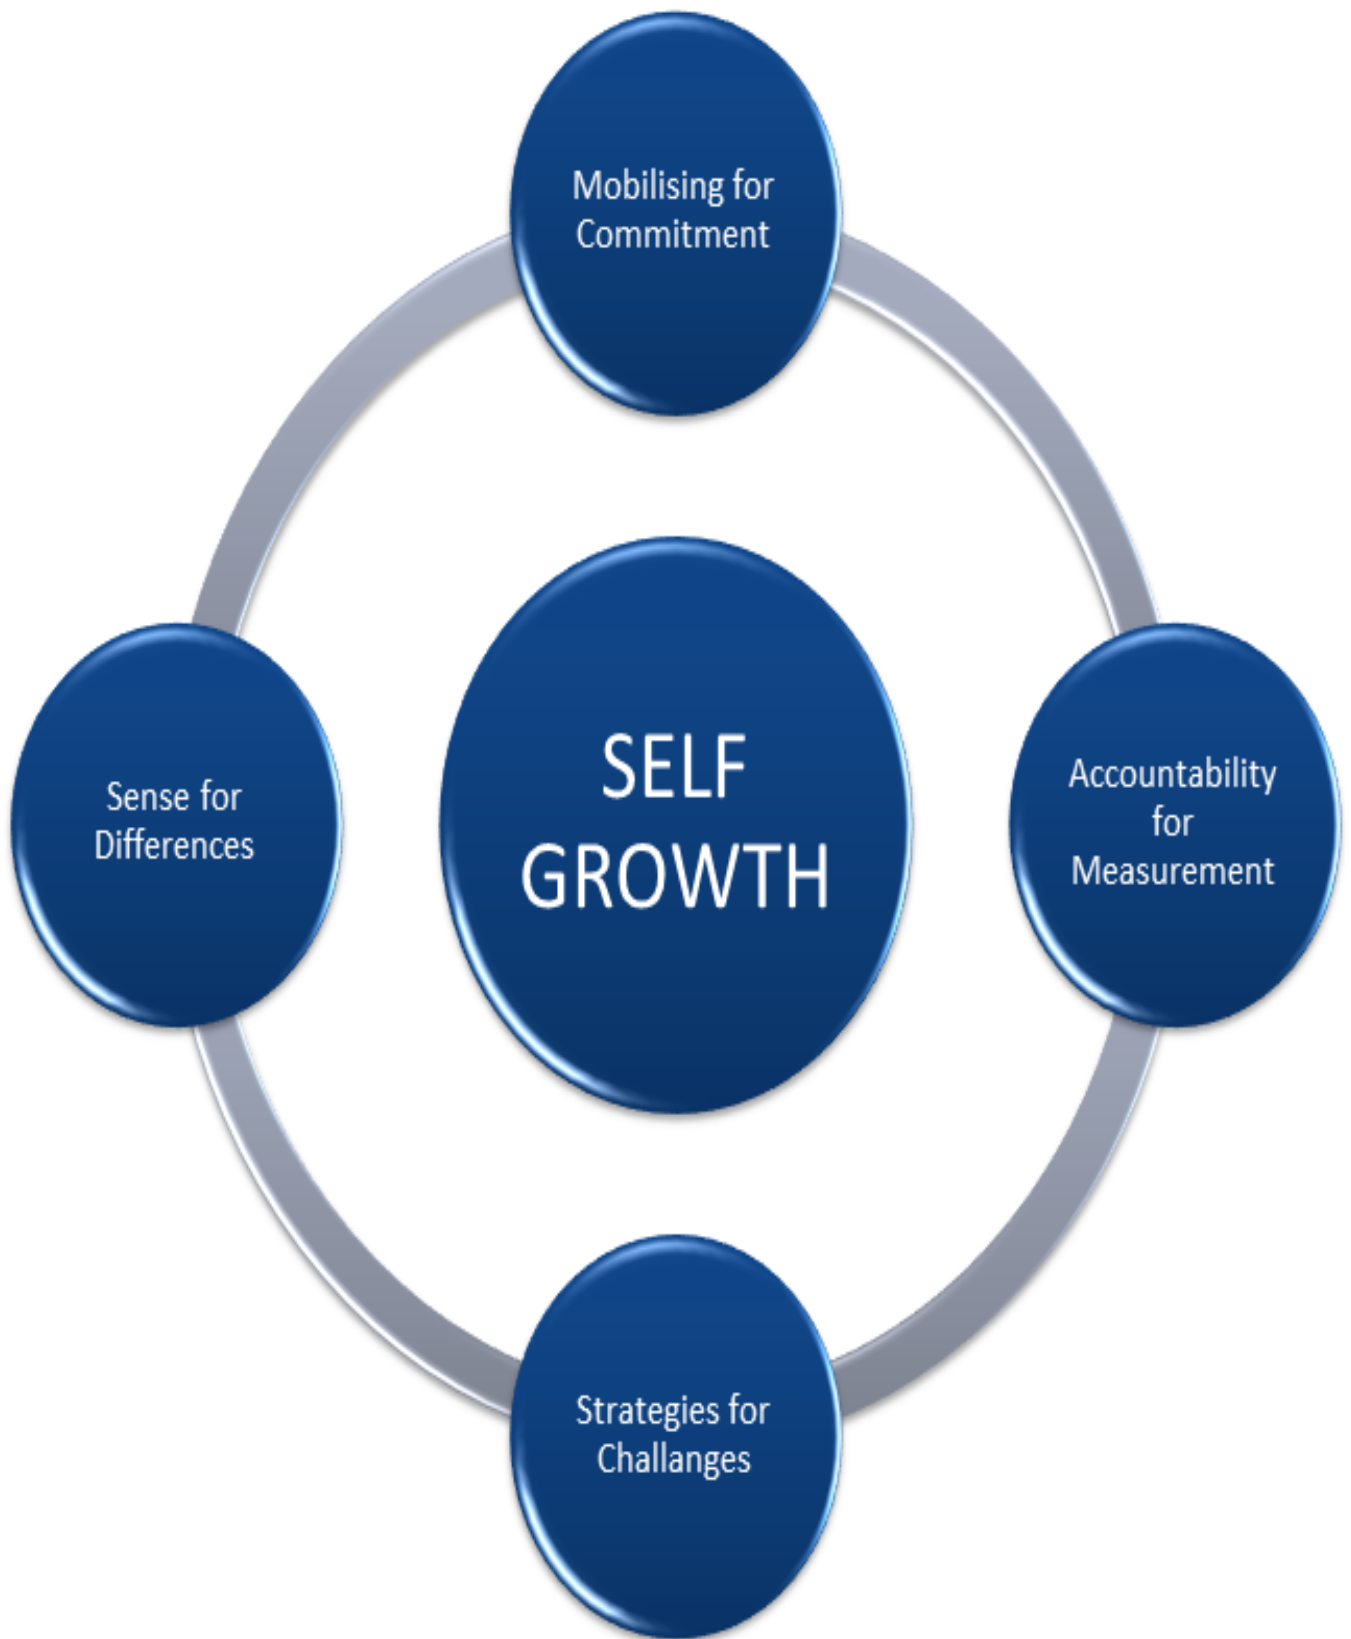 Mobilising for
Commitment
Sense for
Differences
SELF
GROWTH
Accountability
for
Measurement
Strategies for
Challanges